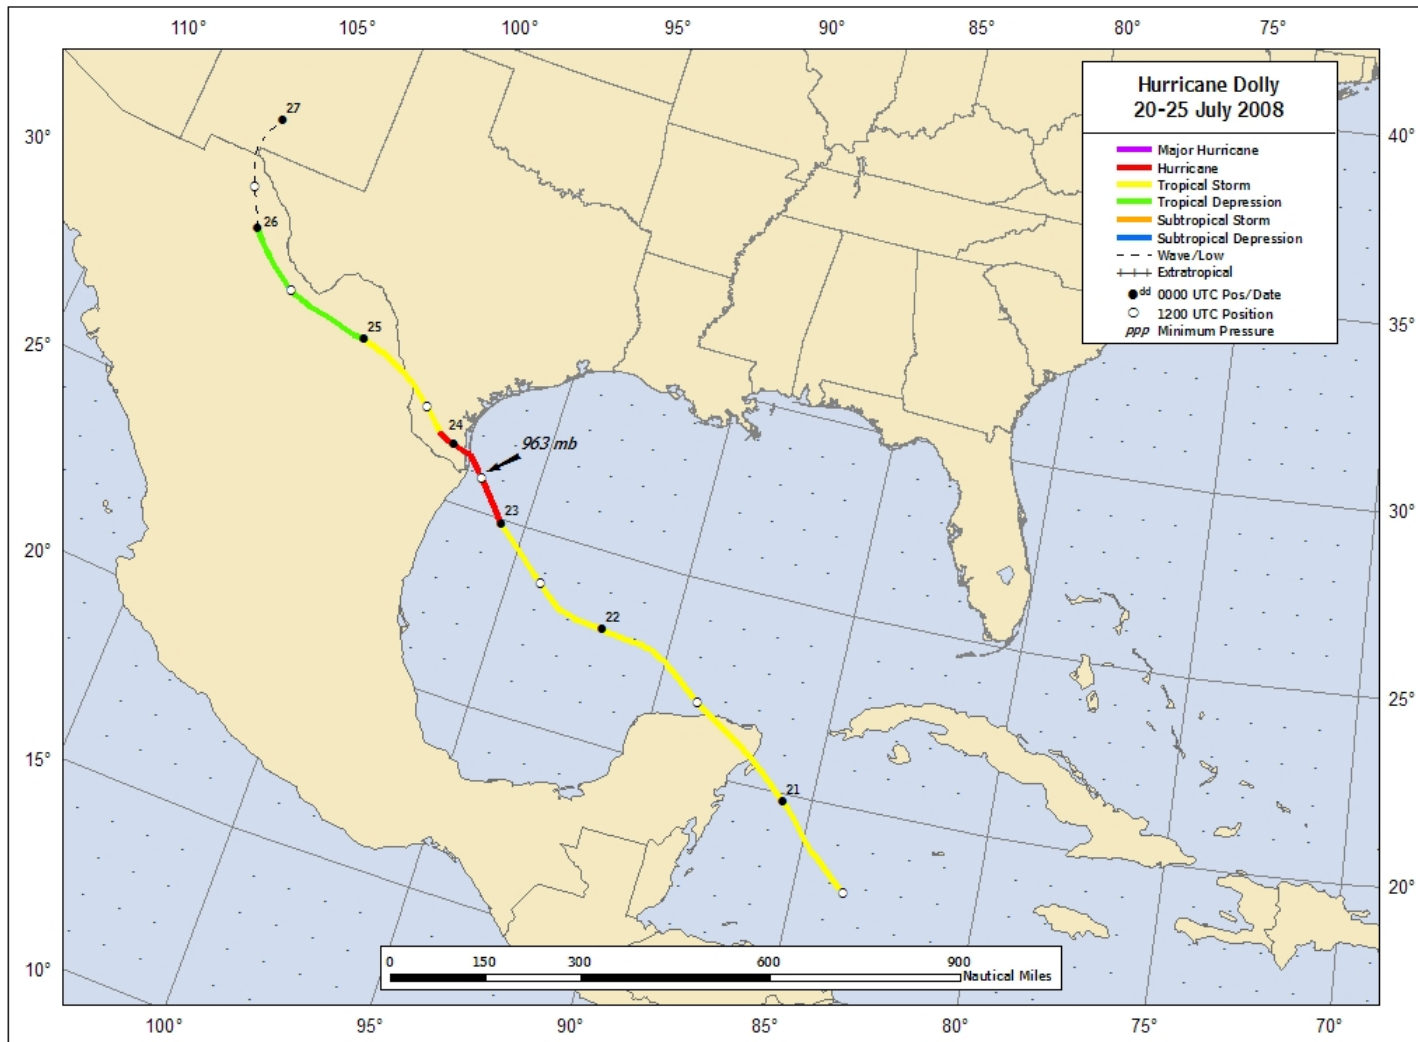 110°
105°
100°
95°
90°
85°
80°
75°
Hurricane Dolly
20-25 July 2008
Major Hurricane
Hurricane
Tropical Storm
Tropical Depression
Subtropical Storm
Subtropical Depression
Wave/Low
Extratropical
dd 0000 UTC Pos/Date
1200 UTC Position
ppp Minimum Pressure
30°
25°
20°
15°
10°
40°
35°
30°
25°
20°
27
26
25
24
963 mb
23
22
21
0 150 300 600 900
Nautical Miles
100°
95°
90°
85°
80°
75°
70°